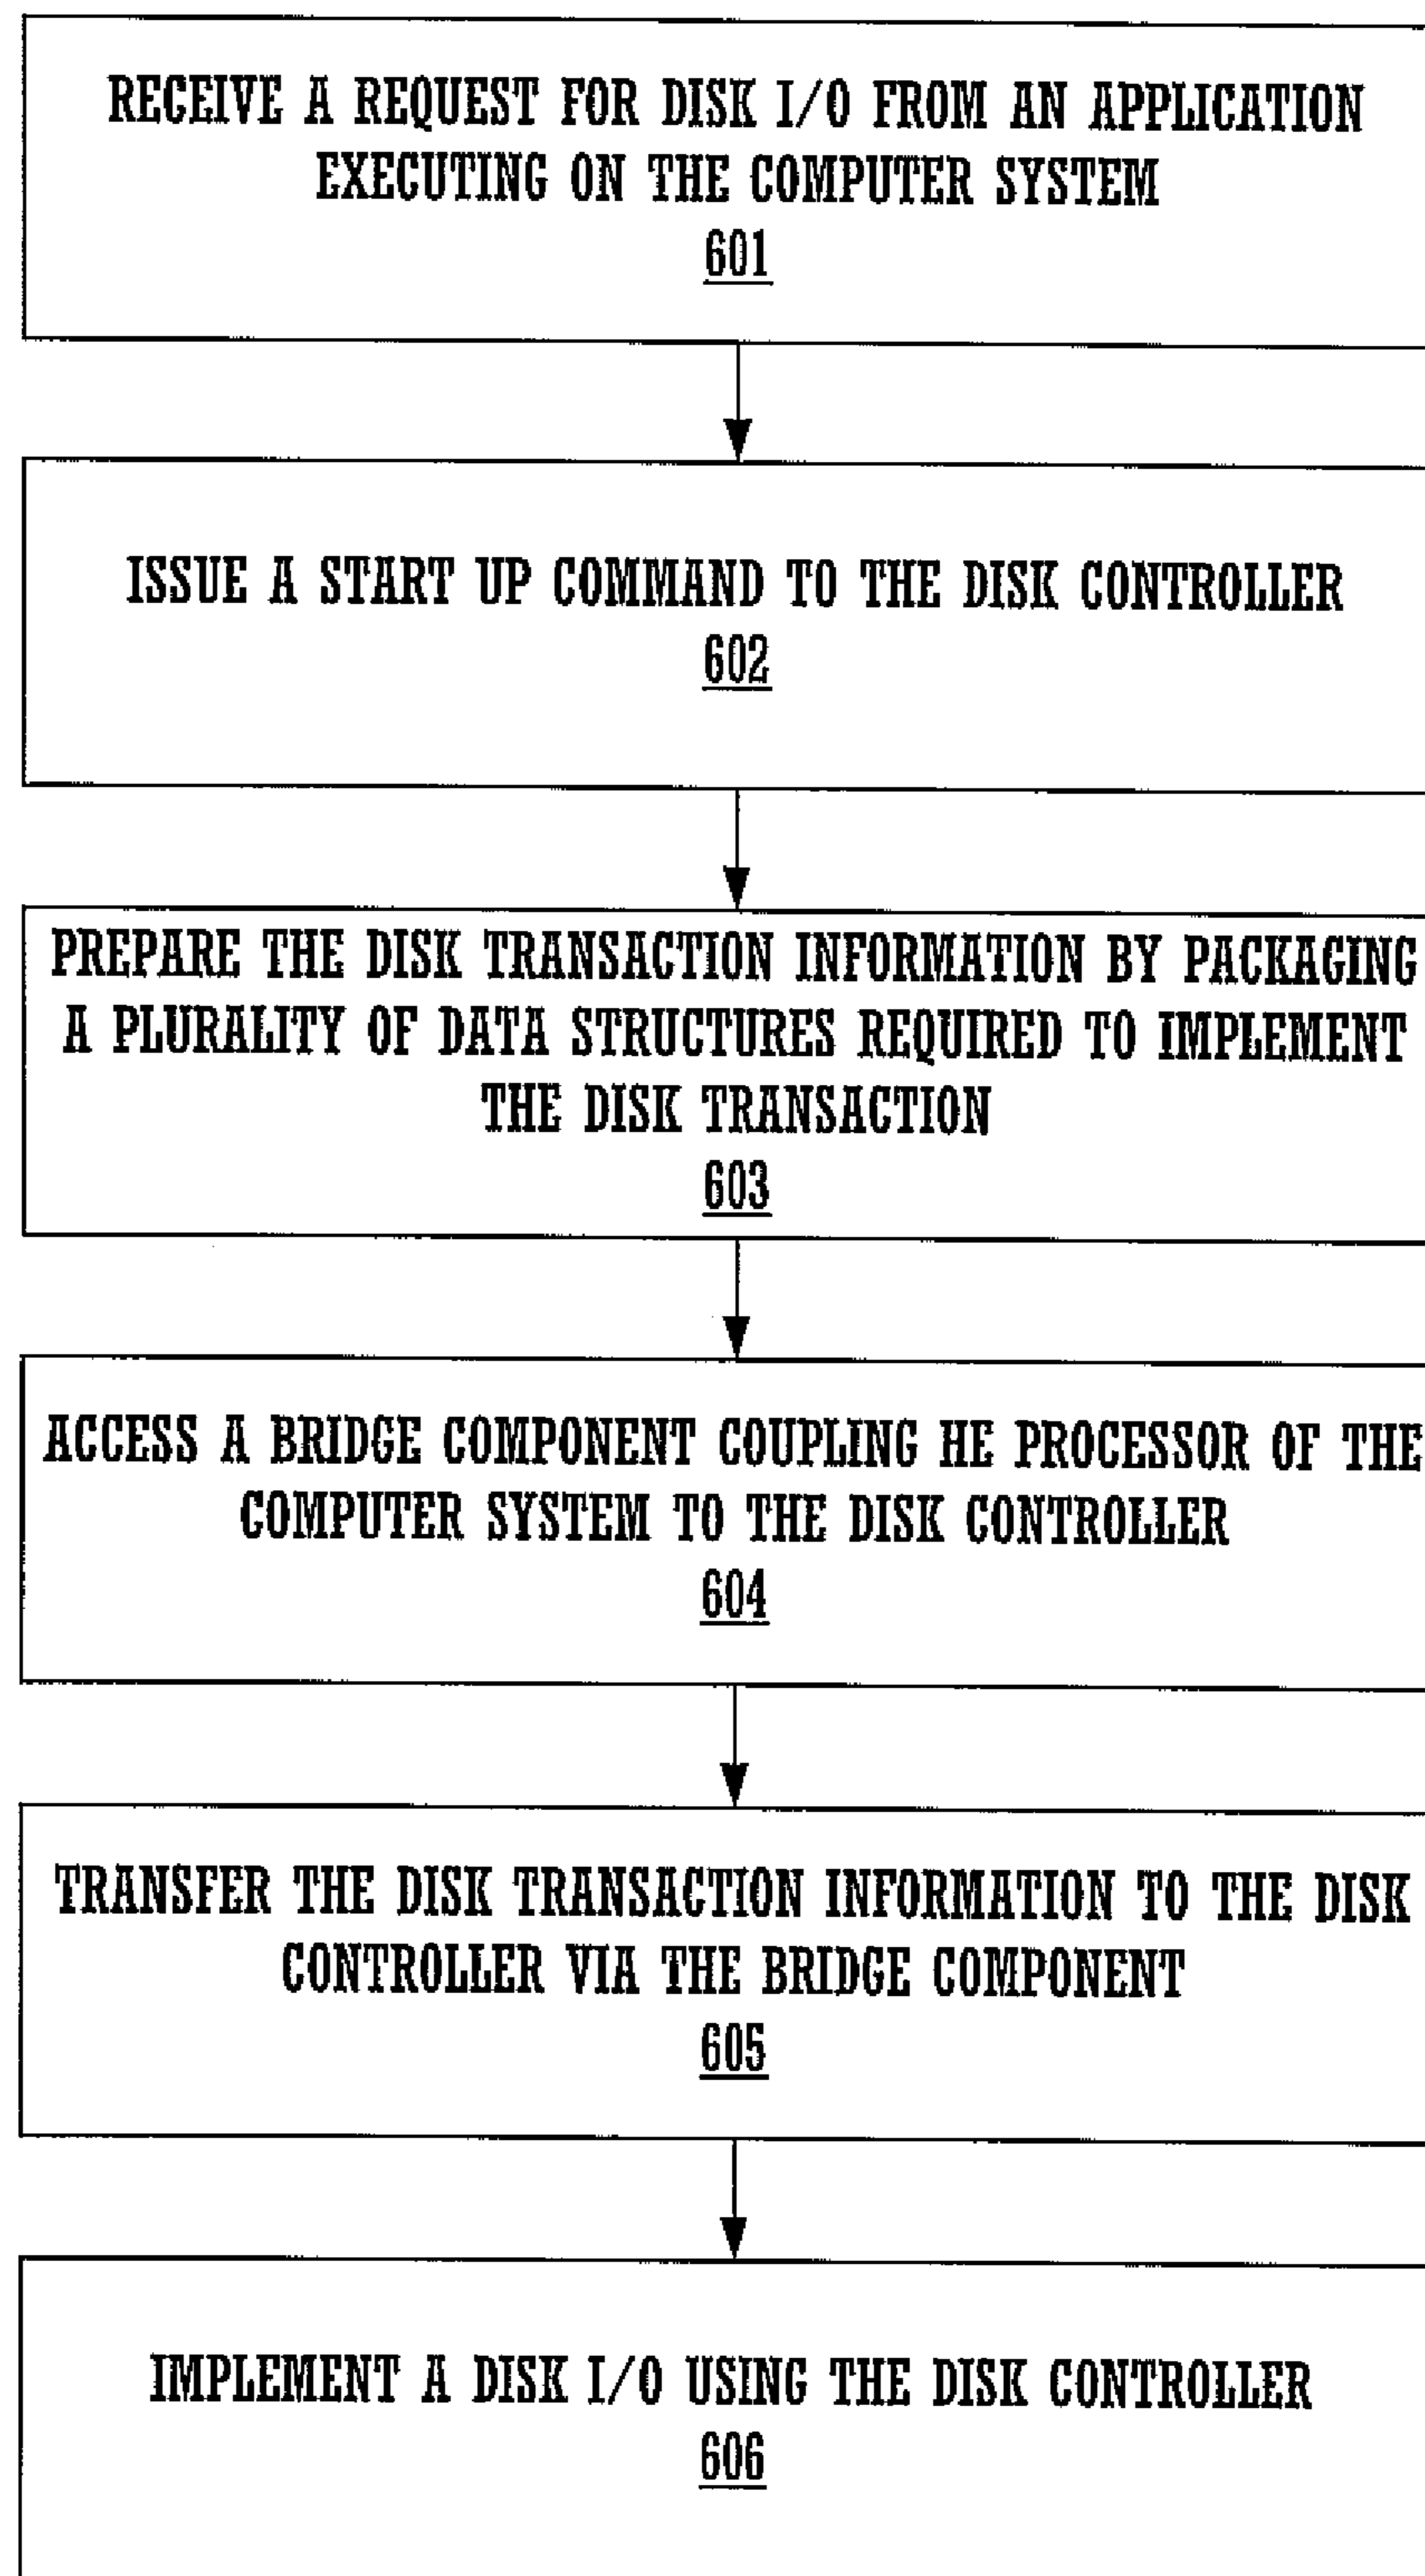 RECEIVE A REQUEST FOR DISK I/O FROM AN APPLICATION
EXECUTING ON THE COMPUTER SYSTEM
601
ISSUE A START UP COMMAND TO THE DISK CONTROLLER
602
PREPARE THE DISK TRANSACTION INFORMATION BY PACKAGING
A PLURALITY OF DATA STRUCTURES REQUIRED TO IMPLEMENT
THE DISK TRANSACTION
603
ACCESS A BRIDGE COMPONENT COUPLING HE PROCESSOR OF THE
COMPUTER SYSTEM TO THE DISK CONTROLLER
604
TRANSFER THE DISK TRANSACTION INFORMATION TO THE DISK
CONTROLLER VIA THE BRIDGE COMPONENT
605
IMPLEMENT A DISK I/O USING THE DISK CONTROLLER
606